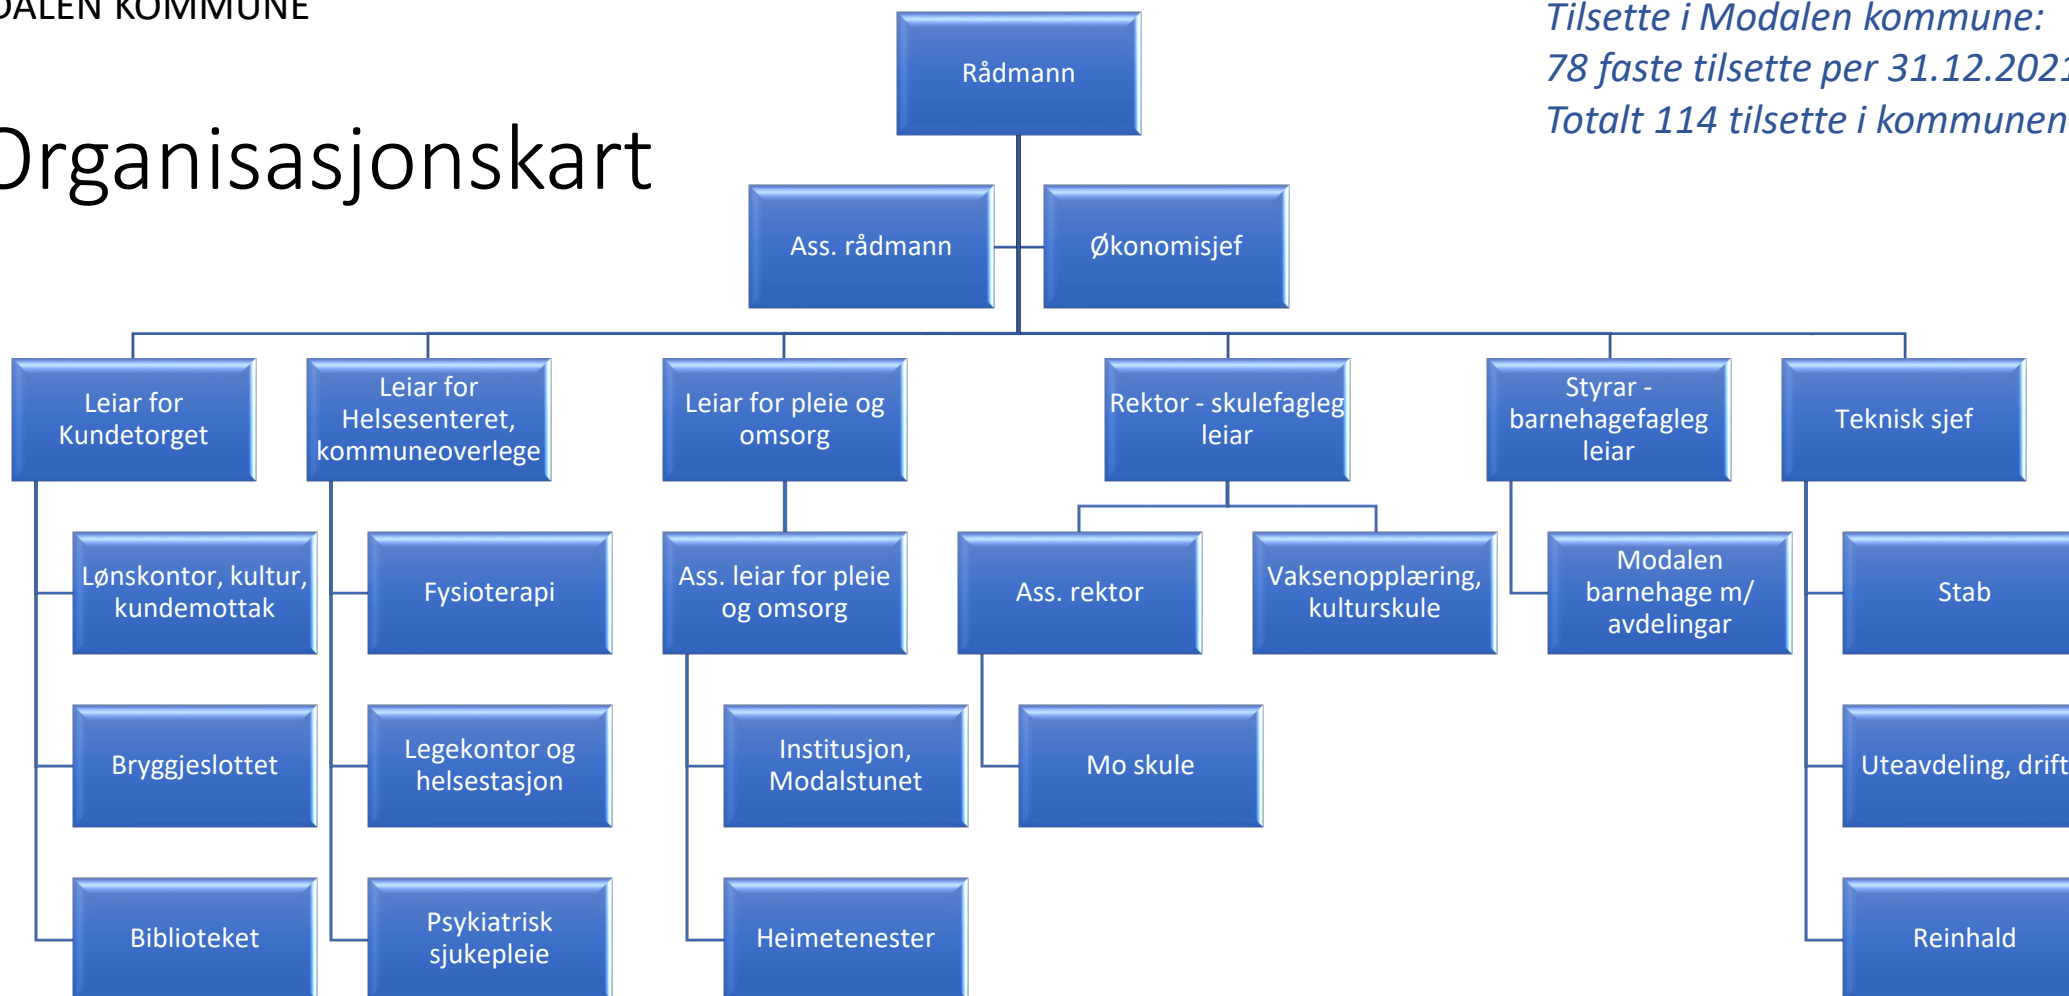 DALEN KOMMUNE
Organisasjonskart
Tilsette i Modalen kommune:
78 faste tilsette per 31.12.2021
Totalt 114 tilsette i kommunen
Rådmann
Ass. rådmann
Økonomisjef
Leiar for
Kundetorget
Leiar for
Helsesenteret,
kommuneoverlege
Leiar for pleie og
omsorg
Rektor - skulefagleg
leiar
Styrar -
barnehagefagleg
leiar
Teknisk sjef
Lønskontor, kultur,
kundemottak
Fysioterapi
Ass. leiar for pleie
og omsorg
Ass. rektor
Vaksenopplæring,
kulturskule
Modalen
barnehage m/
avdelingar
Stab
Bryggjeslottet
Legekontor og
helsestasjon
Institusjon,
Modalstunet
Mo skule
Uteavdeling, drift
Biblioteket
Psykiatrisk
sjukepleie
Heimetenester
Reinhald